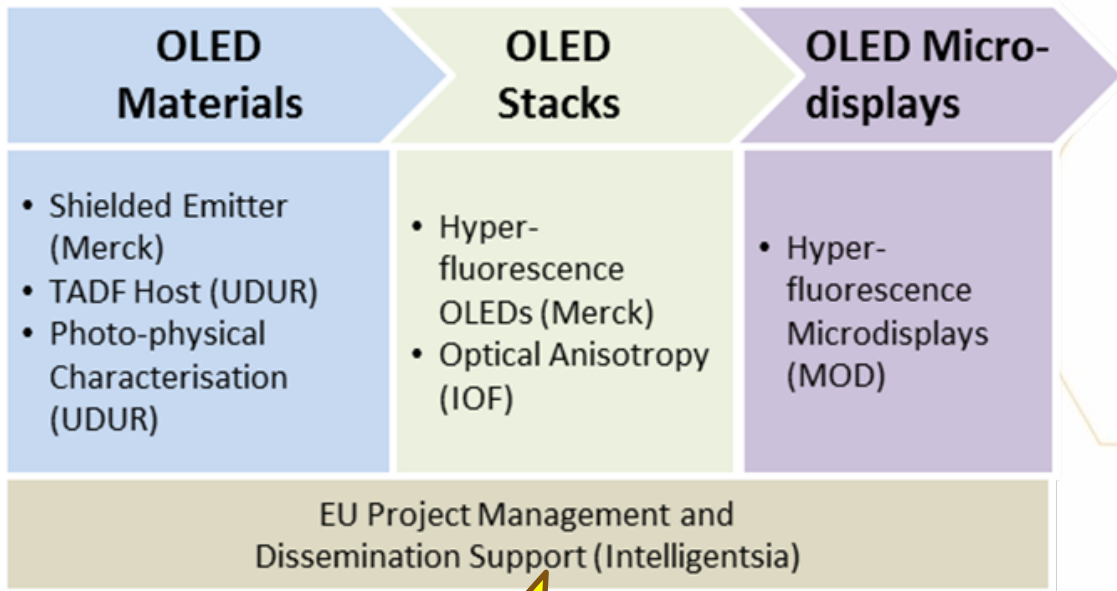 OLED
Materials
OLED
Stacks
OLED Micro-
displays
• Shielded Emitter
(Merck)
• TADF Host (UDUR)
• Photo-physical
Characterisation
(UDUR)
• Hyper-
fluorescence
OLEDs (Merck)
• Optical Anisotropy
(IOF)
• Hyper-
fluorescence
Microdisplays
(MOD)
EU Project Management and
Dissemination Support (Intelligentsia)